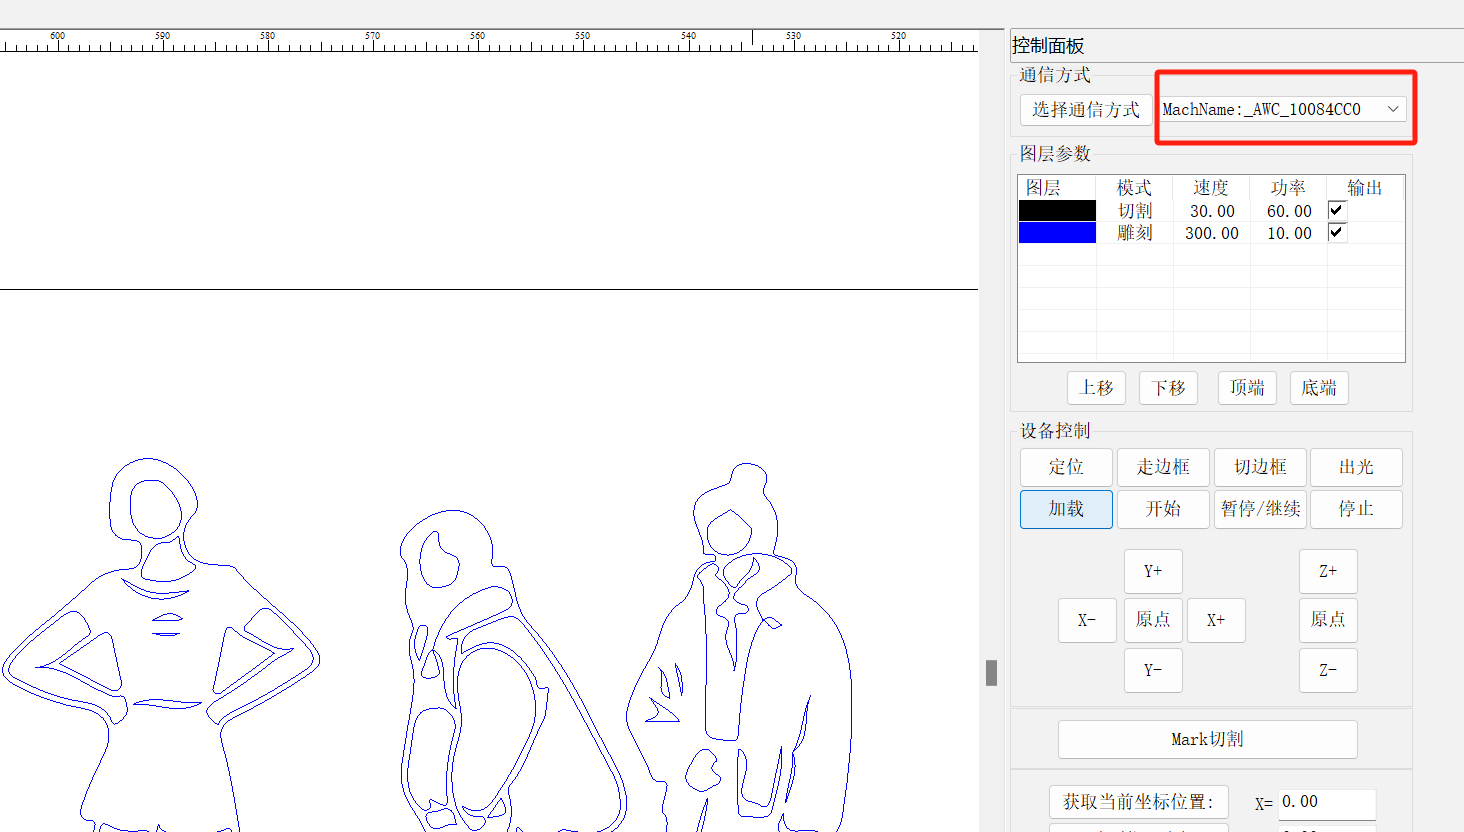 600 590 580 570 560 550 540 530 520
控制面板
通信方式
选择通信方式 MachName:_AWC_10084CC0
图层参数
图层 模式 速度 功率 输出
切割 30.00 60.00
雕刻 300.00 10.00
上移 下移 顶端 底端
设备控制
定位 走边框 切边框 出光
加载 开始 暂停/继续 停止
Y+ Z+
X- 原点 X+ 原点
Y- Z-
Mark切割
获取当前坐标位置: X= 0.00